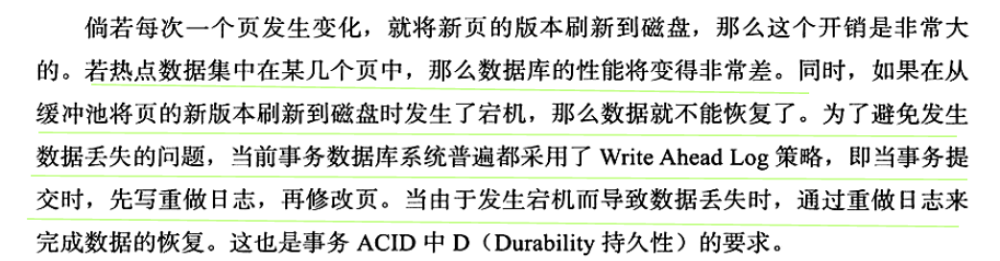 倘若每次一个页发生变化，就将新页的版本刷新到磁盘，那么这个开销是非常大
的。若热点数据集中在某几个页中，那么数据库的性能将变得非常差。同时，如果在从
缓冲池将页的新版本刷新到磁盘时发生了宕机，那么数据就不能恢复了。为了避免发生
数据丢失的问题，当前事务数据库系统普遍都采用了 Write Ahead Log 策略，即当事务提
交时，先写重做日志，再修改页。当由于发生宕机而导致数据丢失时，通过重做日志来
完成数据的恢复。这也是事务 ACID 中 D（Durability 持久性）的要求。